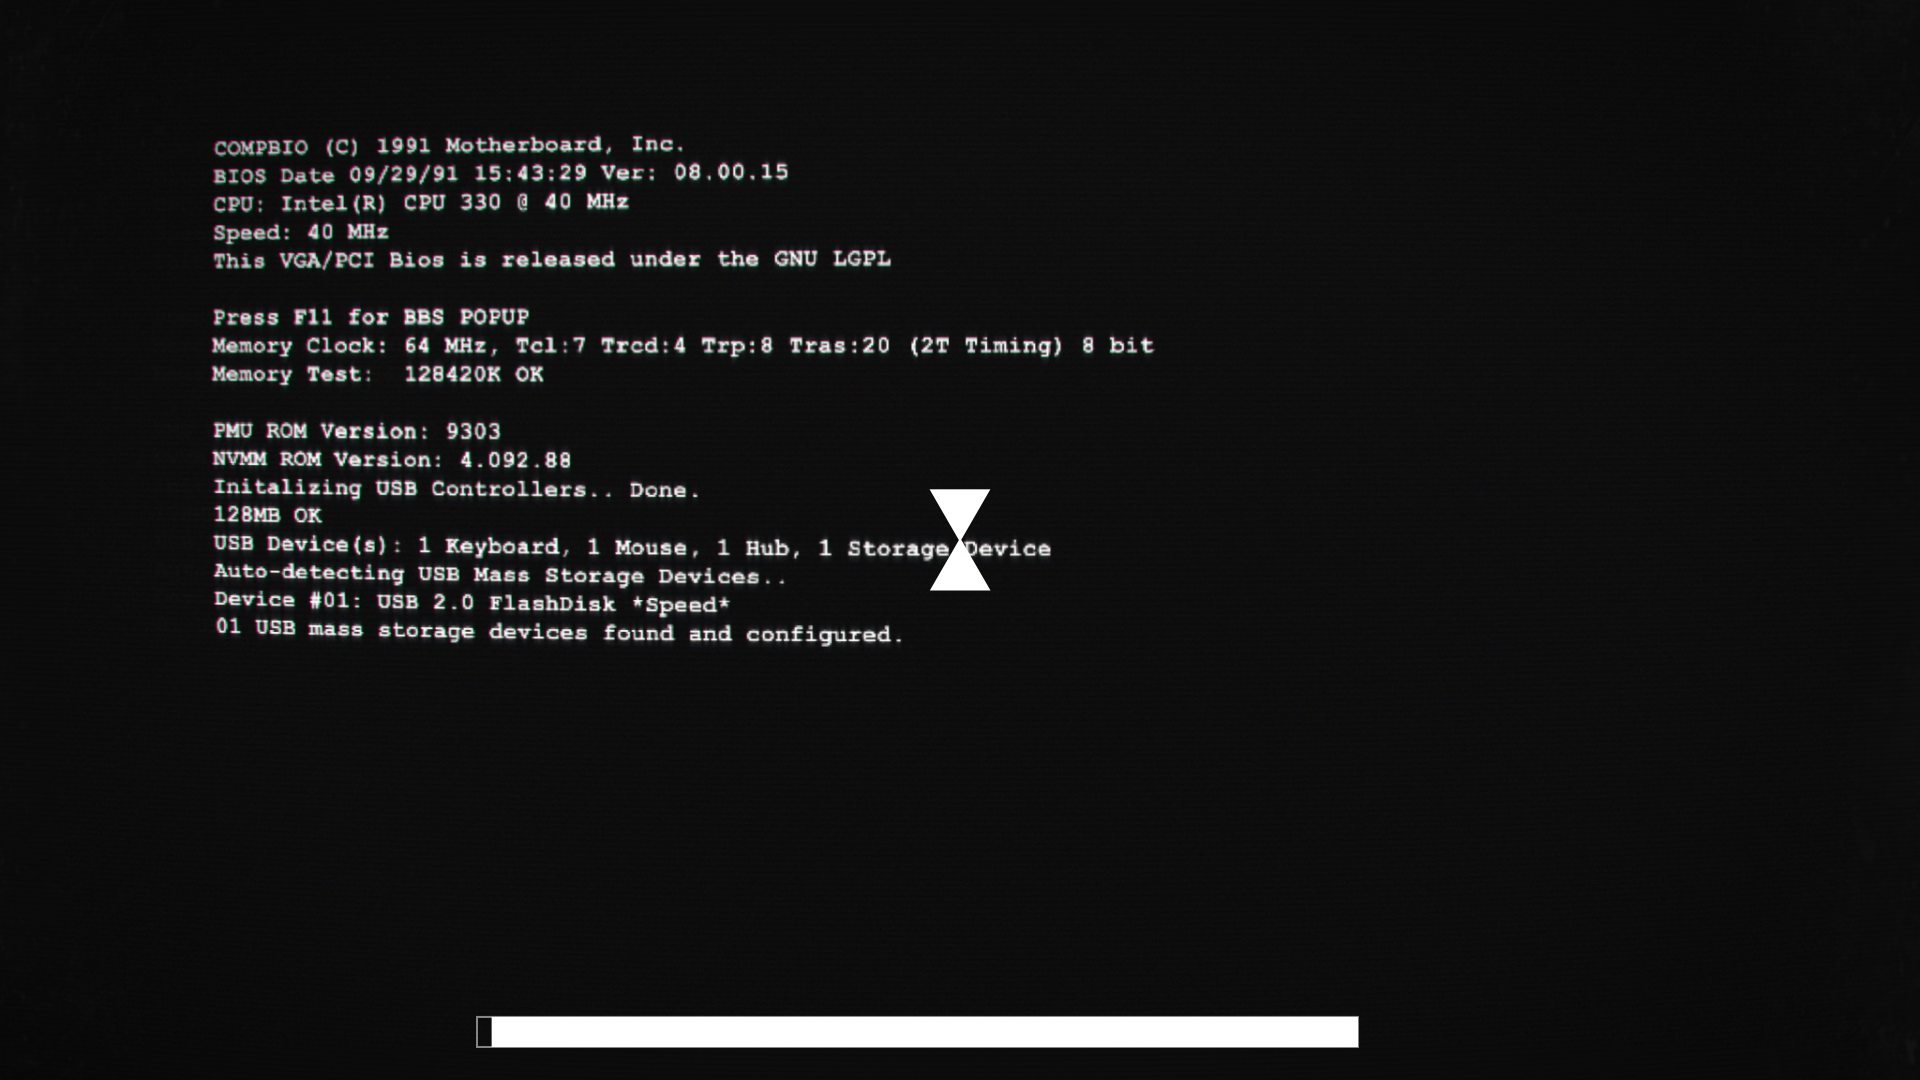 COMPBIO (C) 1991 Motherboard, Inc.
BIOS Date 09/29/91 15:43:29 Ver: 08.00.15
CPU: Intel(R) CPU 330 @ 40 MHz
Speed: 40 MHz
This VGA/PCI Bios is released under the GNU LGPL
Press F11 for BBS POPUP
Memory Clock: 64 MHz, Tcl:7 Trcd:4 Trp:8 Tras:20 (2T Timing) 8 bit
Memory Test:  128420K OK
PMU ROM Version: 9303
NVMM ROM Version: 4.092.88
Initalizing USB Controllers.. Done.
128MB OK
USB Device(s): 1 Keyboard, 1 Mouse, 1 Hub, 1 Storage Device
Auto-detecting USB Mass Storage Devices..
Device #01: USB 2.0 FlashDisk *Speed*
01 USB mass storage devices found and configured.